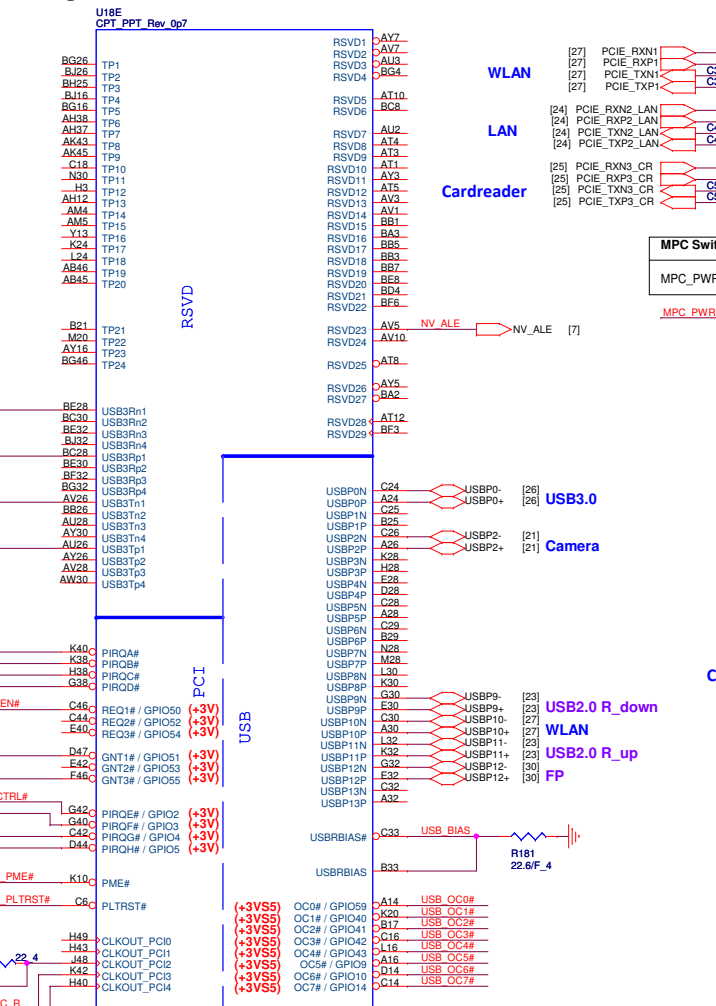 U18E
CPT_PPT_Rev_0p7
BG26 TP1
BJ26 TP2
BH25 TP3
BJ16 TP4
BG16 TP5
AH38 TP6
AH37 TP7
AK43 TP8
AK45 TP9
C18 TP10
N30 TP11
H3 TP12
AH12 TP13
AM4 TP14
AM5 TP15
Y13 TP16
K24 TP17
L24 TP18
AB46 TP19
AB45 TP20
B21 TP21
M20 TP22
AY16 TP23
BG46 TP24
RSVD
RSVD1 AY7
RSVD2 AV7
RSVD3 AU3
RSVD4 BG4
RSVD5 AT10
RSVD6 BC8
RSVD7 AU2
RSVD8 AT4
RSVD9 AT3
RSVD10 AT1
RSVD11 AY3
RSVD12 AT5
RSVD13 AV3
RSVD14 AV1
RSVD15 BB1
RSVD16 BA3
RSVD17 BB5
RSVD18 BB3
RSVD19 BB7
RSVD20 BE8
RSVD21 BD4
RSVD22 BF6
RSVD23 AV5 NV_ALE NV_ALE [7]
RSVD24 AV10
RSVD25 AT8
RSVD26 AY5
RSVD27 BA2
RSVD28 AT12
RSVD29 BF3
WLAN
[27] PCIE_RXN1
[27] PCIE_RXP1
[27] PCIE_TXN1
[27] PCIE_TXP1
LAN
[24] PCIE_RXN2_LAN
[24] PCIE_RXP2_LAN
[24] PCIE_TXN2_LAN
[24] PCIE_TXP2_LAN
Cardreader
[25] PCIE_RXN3_CR
[25] PCIE_RXP3_CR
[25] PCIE_TXN3_CR
[25] PCIE_TXP3_CR
MPC Swit
MPC_PWR
MPC_PWR
BE28 USB3Rn1
BC30 USB3Rn2
BE32 USB3Rn3
BJ32 USB3Rn4
BC28 USB3Rp1
BE30 USB3Rp2
BF32 USB3Rp3
BG32 USB3Rp4
AV26 USB3Tn1
BB26 USB3Tn2
AU28 USB3Tn3
AY30 USB3Tn4
AU26 USB3Tp1
AY26 USB3Tp2
AV28 USB3Tp3
AW30 USB3Tp4
USBP0N C24 USBP0- [26]
USBP0P A24 USBP0+ [26] USB3.0
USBP1N C25
USBP1P B25
USBP2N C26 USBP2- [21]
USBP2P A26 USBP2+ [21] Camera
USBP3N K28
USBP3P H28
USBP4N E28
USBP4P D28
USBP5N C28
USBP5P A28
USBP6N C29
USBP6P B29
USBP7N N28
USBP7P M28
USBP8N L30
USBP8P K30
USBP9N G30 USBP9- [23]
USBP9P E30 USBP9+ [23] USB2.0 R_down
USBP10N C30 USBP10- [27]
USBP10P A30 USBP10+ [27] WLAN
USBP11N L32 USBP11- [23]
USBP11P K32 USBP11+ [23] USB2.0 R_up
USBP12N G32 USBP12- [30]
USBP12P E32 USBP12+ [30] FP
USBP13N C32
USBP13P A32
USBRBIAS# C33 USB_BIAS
USBRBIAS B33
R181
22.6/F_4
PCI
USB
K40 PIRQA#
K38 PIRQB#
H38 PIRQC#
G38 PIRQD#
EN# C46 REQ1# / GPIO50 (+3V)
C44 REQ2# / GPIO52 (+3V)
E40 REQ3# / GPIO54 (+3V)
D47 GNT1# / GPIO51 (+3V)
E42 GNT2# / GPIO53 (+3V)
F46 GNT3# / GPIO55 (+3V)
CTRL# G42 PIRQE# / GPIO2 (+3V)
G40 PIRQF# / GPIO3 (+3V)
C42 PIRQG# / GPIO4 (+3V)
D44 PIRQH# / GPIO5 (+3V)
_PME# K10 PME#
_PLTRST# C6 PLTRST#
H49 CLKOUT_PCI0
H43 CLKOUT_PCI1
22_4 J48 CLKOUT_PCI2
K42 CLKOUT_PCI3
H40 CLKOUT_PCI4
(+3VS5) OC0# / GPIO59 A14 USB_OC0#
(+3VS5) OC1# / GPIO40 K20 USB_OC1#
(+3VS5) OC2# / GPIO41 B17 USB_OC2#
(+3VS5) OC3# / GPIO42 C16 USB_OC3#
(+3VS5) OC4# / GPIO43 L16 USB_OC4#
(+3VS5) OC5# / GPIO9 A16 USB_OC5#
(+3VS5) OC6# / GPIO10 D14 USB_OC6#
(+3VS5) OC7# / GPIO14 C14 USB_OC7#